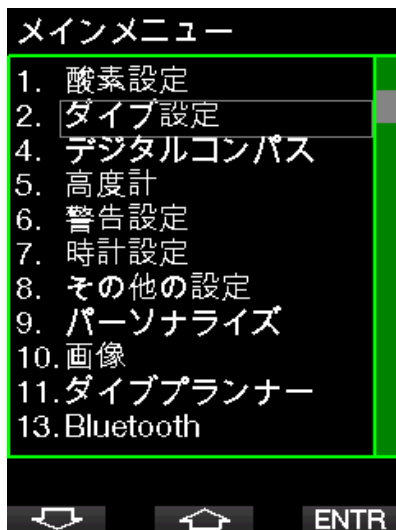 メインメニュー
1. 酸素設定
2. ダイブ設定
4. デジタルコンパス
5. 高度計
6. 警告設定
7. 時計設定
8. その他の設定
9. パーソナライズ
10. 画像
11. ダイブプランナー
13. Bluetooth
ENTR